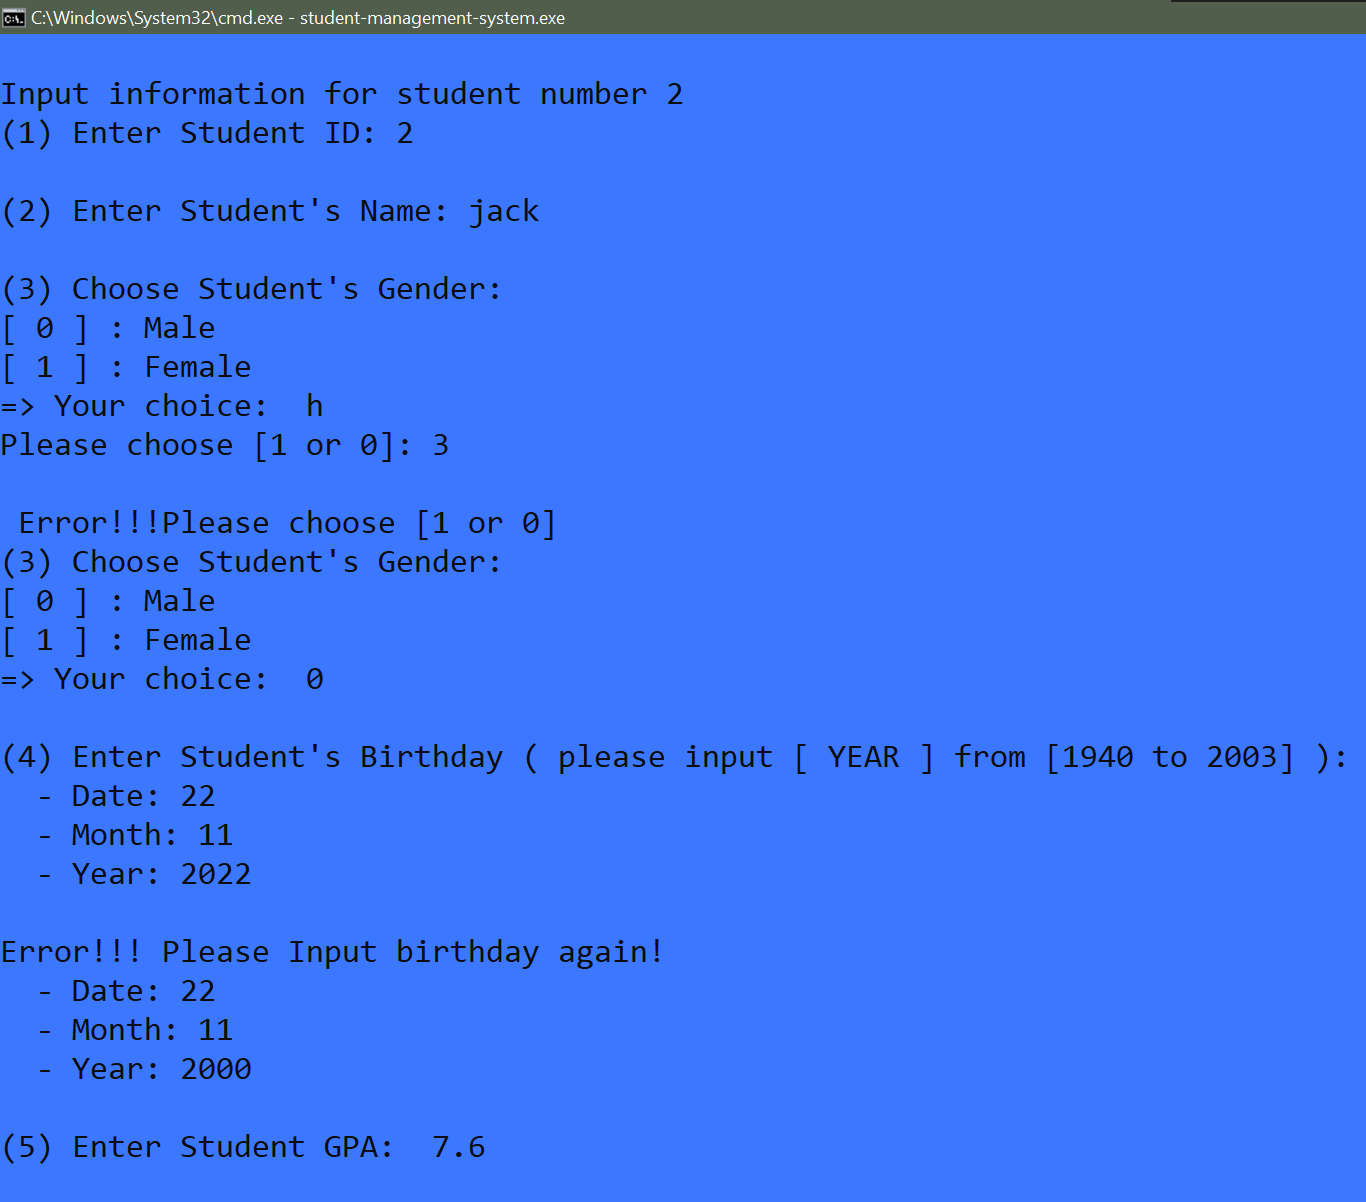 C:\Windows\System32\cmd.exe - student-management-system.exe
Input information for student number 2
(1) Enter Student ID: 2
(2) Enter Student's Name: jack
(3) Choose Student's Gender:
[ 0 ] : Male
[ 1 ] : Female
=> Your choice:  h
Please choose [1 or 0]: 3
 Error!!!Please choose [1 or 0]
(3) Choose Student's Gender:
[ 0 ] : Male
[ 1 ] : Female
=> Your choice:  0
(4) Enter Student's Birthday ( please input [ YEAR ] from [1940 to 2003] ):
  - Date: 22
  - Month: 11
  - Year: 2022
Error!!! Please Input birthday again!
  - Date: 22
  - Month: 11
  - Year: 2000
(5) Enter Student GPA:  7.6